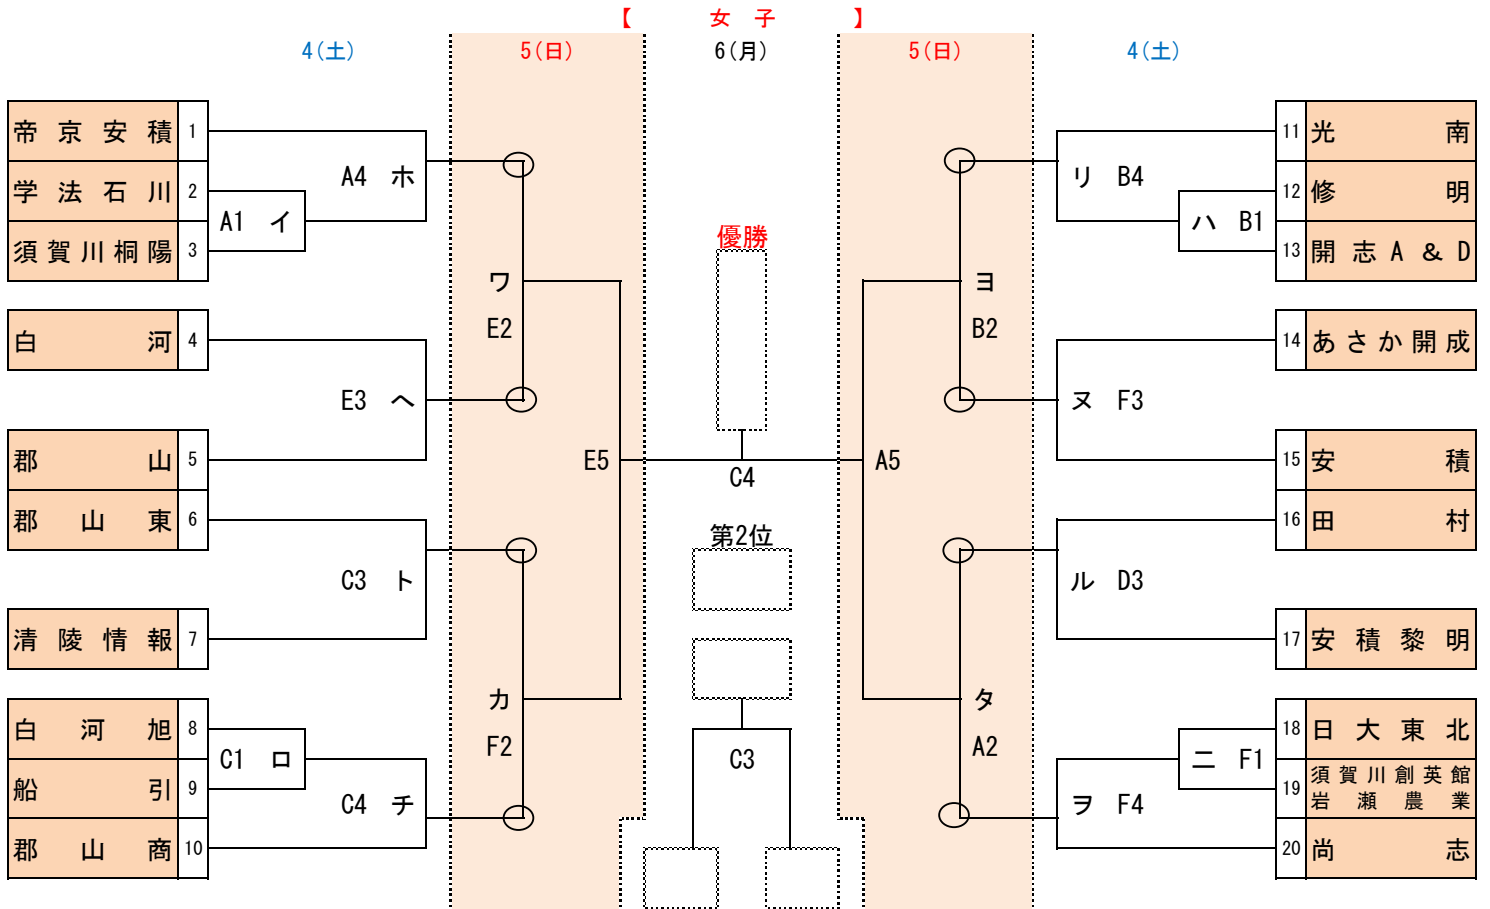 【 女 子 】
4(土) 5(日) 6(月) 5(日) 4(土)
帝京安積 1
学法石川 2
須賀川桐陽 3
白河 4
郡山 5
郡山東 6
清陵情報 7
白河旭 8
船引 9
郡山商 10
A4 ホ
A1 イ
E3 ヘ
C3 ト
C1 ロ
C4 チ
ワ
E2
カ
F2
E5
優勝
C4
第2位
C3
A5
ヨ
B2
タ
A2
リ B4
ハ B1
ヌ F3
ル D3
ニ F1
ヲ F4
11 光南
12 修明
13 開志A&D
14 あさか開成
15 安積
16 田村
17 安積黎明
18 日大東北
19 須賀川創英館
岩瀬農業
20 尚志